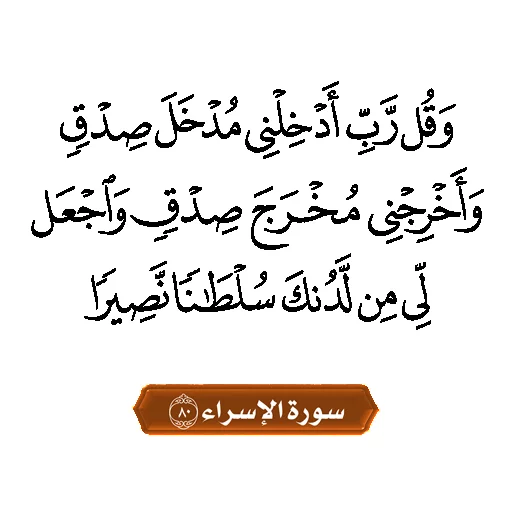 وَقُل رَّبِّ أَدۡخِلۡنِي مُدۡخَلَ صِدۡقٖ
وَأَخۡرِجۡنِي مُخۡرَجَ صِدۡقٖ وَٱجۡعَل
لِّي مِن لَّدُنكَ سُلۡطَٰنٗا نَّصِيرٗا
سورة الإسراء ٨٠